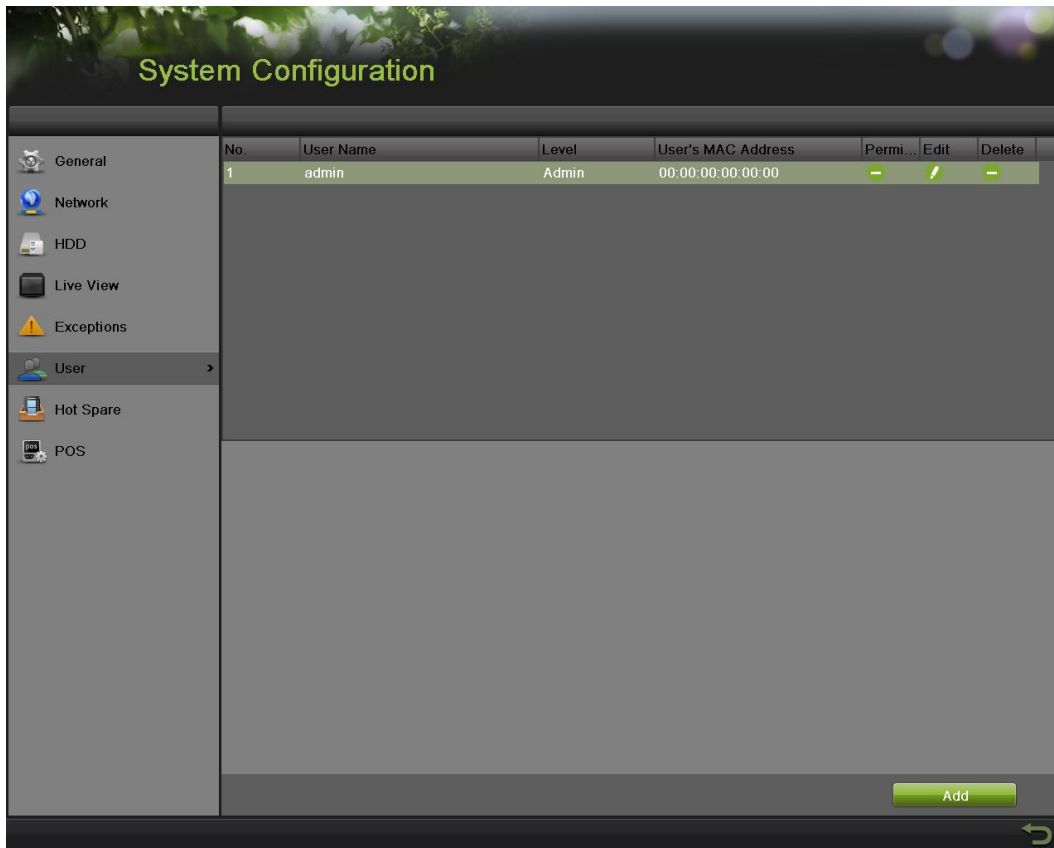 System Configuration
No. User Name Level User's MAC Address Permi... Edit Delete
1 admin Admin 00:00:00:00:00:00
General
Network
HDD
Live View
Exceptions
User
Hot Spare
pos
POS
Add